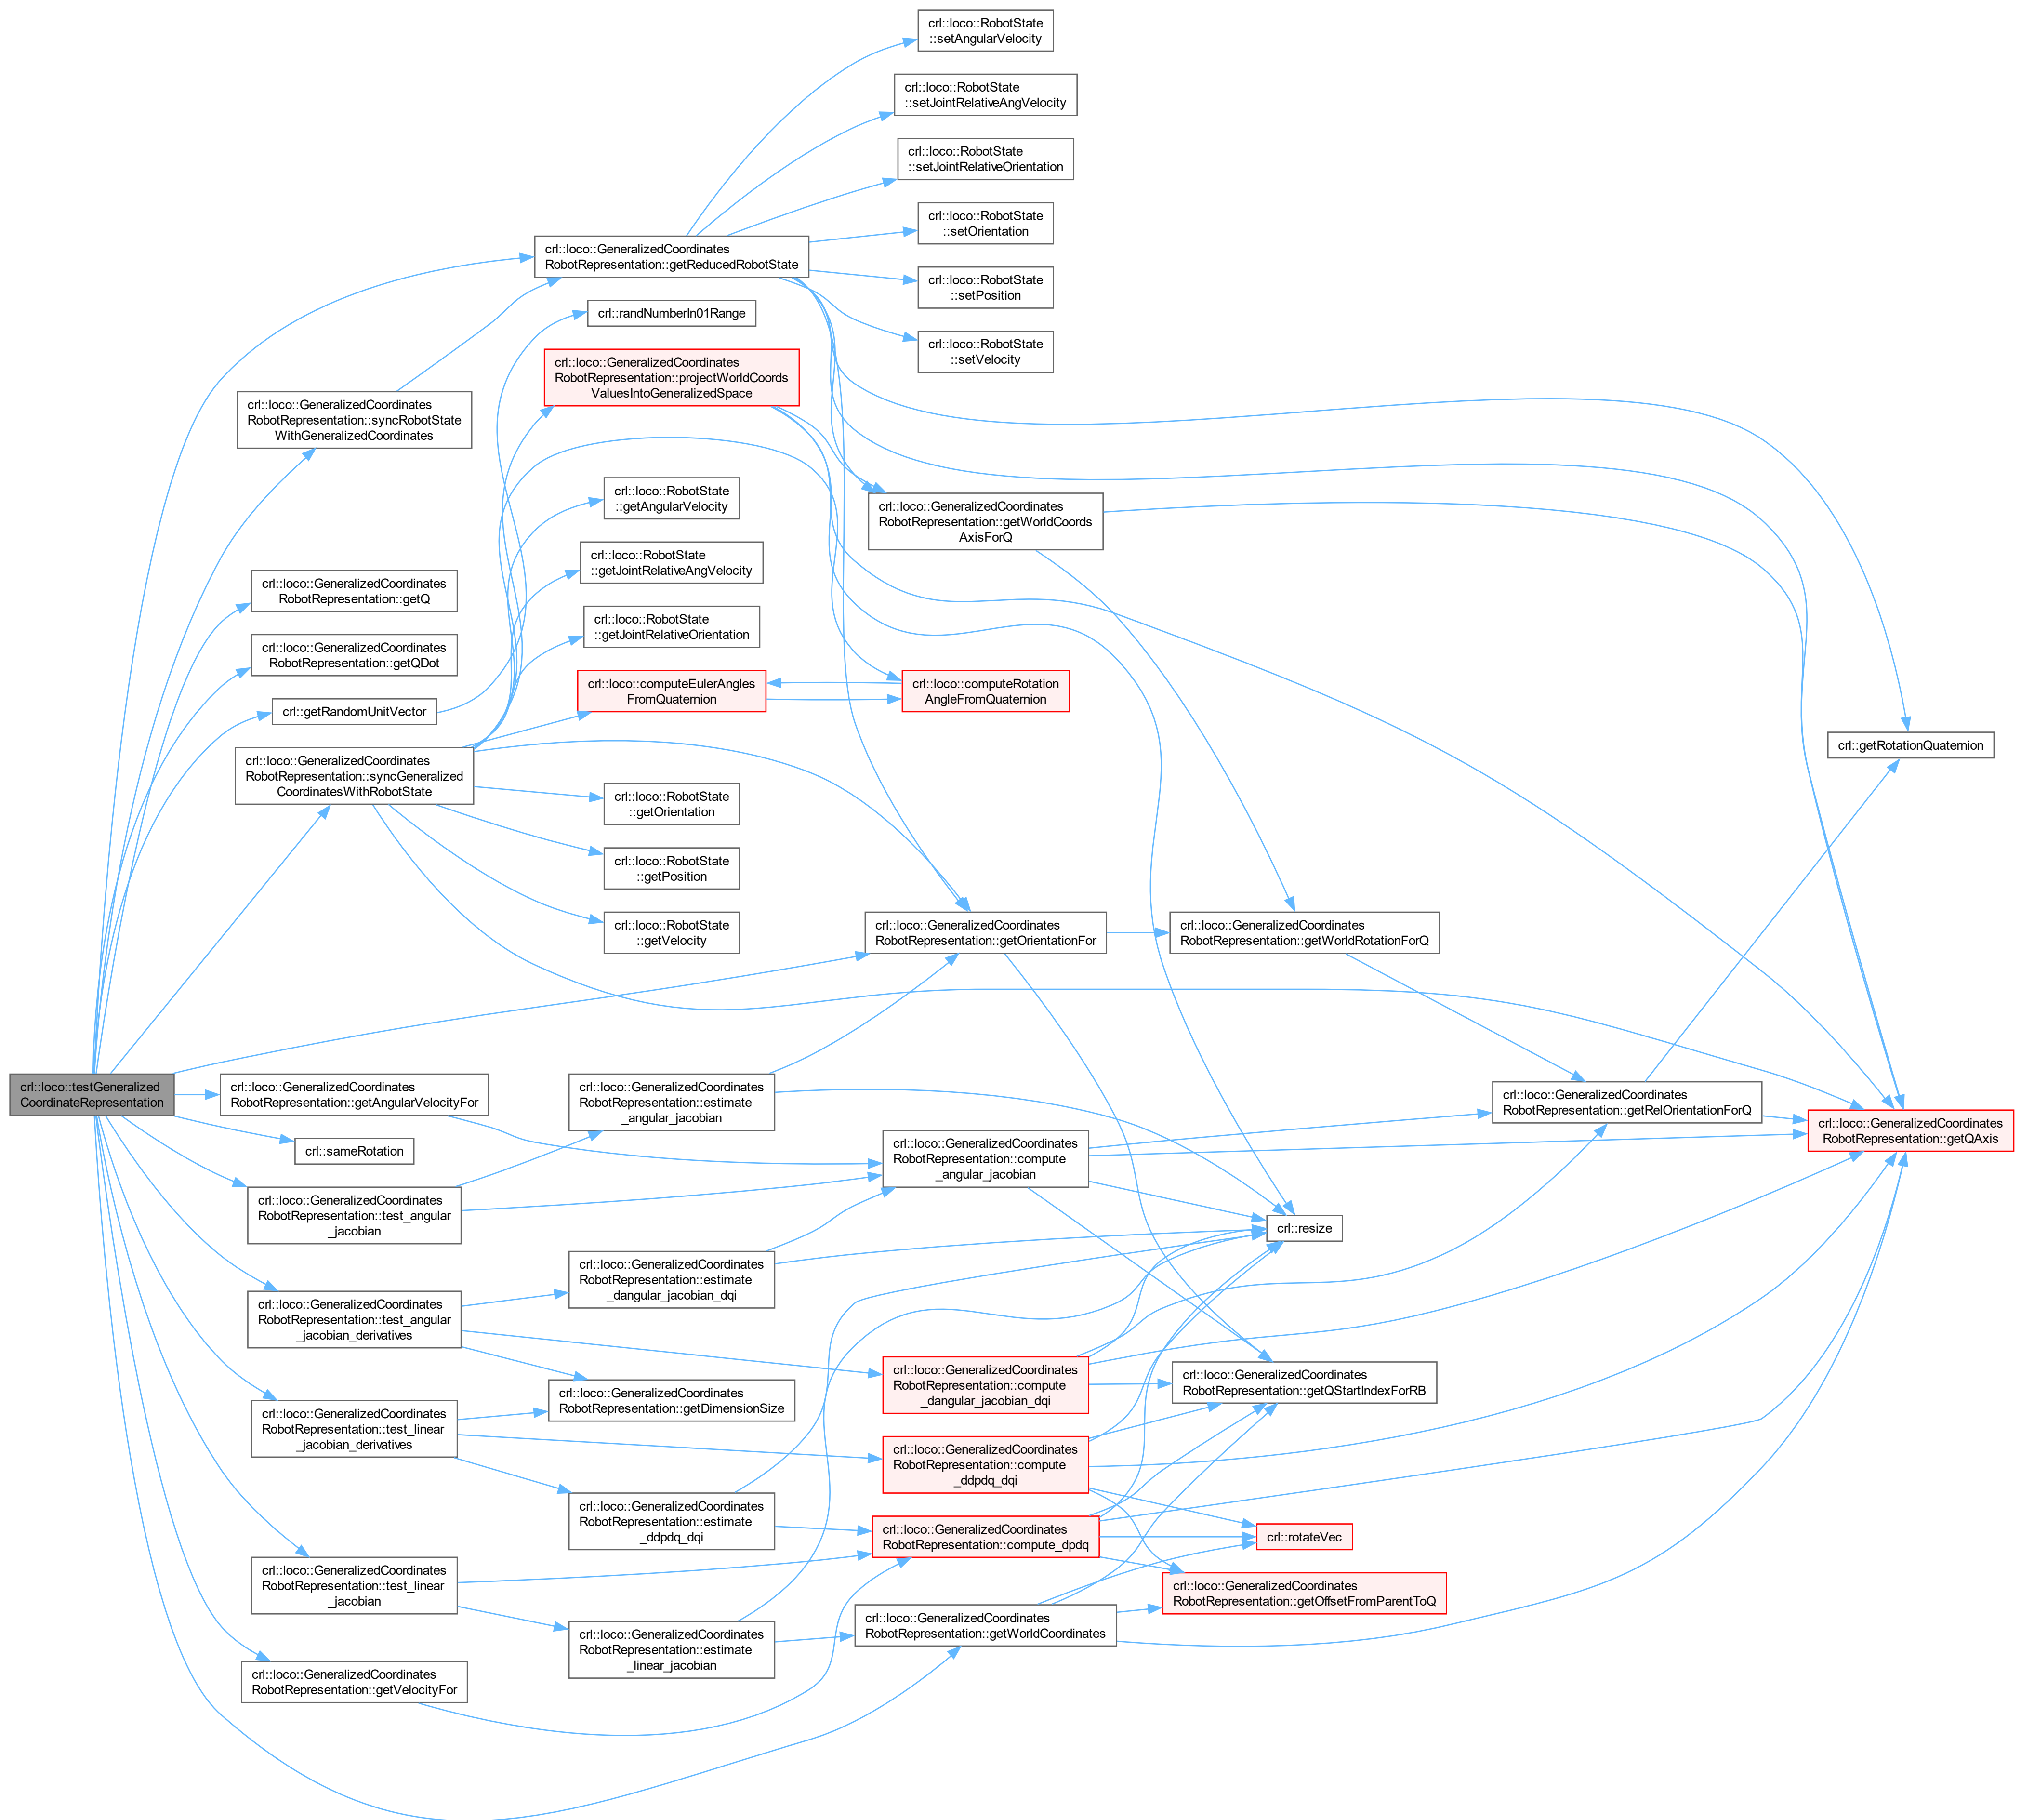 crl::loco::RobotState
::setAngularVelocity
crl::loco::RobotState
::setJointRelativeAngVelocity
crl::loco::RobotState
::setJointRelativeOrientation
crl::loco::RobotState
::setOrientation
crl::loco::GeneralizedCoordinates
RobotRepresentation::getReducedRobotState
crl::loco::RobotState
::setPosition
crl::randNumberIn01Range
crl::loco::RobotState
::setVelocity
crl::loco::GeneralizedCoordinates
RobotRepresentation::projectWorldCoords
ValuesIntoGeneralizedSpace
crl::loco::GeneralizedCoordinates
RobotRepresentation::syncRobotState
WithGeneralizedCoordinates
crl::loco::RobotState
::getAngularVelocity
crl::loco::GeneralizedCoordinates
RobotRepresentation::getWorldCoords
AxisForQ
crl::loco::RobotState
::getJointRelativeAngVelocity
crl::loco::GeneralizedCoordinates
RobotRepresentation::getQ
crl::loco::RobotState
::getJointRelativeOrientation
crl::loco::GeneralizedCoordinates
RobotRepresentation::getQDot
crl::loco::computeEulerAngles
FromQuaternion
crl::loco::computeRotation
AngleFromQuaternion
crl::getRandomUnitVector
crl::getRotationQuaternion
crl::loco::GeneralizedCoordinates
RobotRepresentation::syncGeneralized
CoordinatesWithRobotState
crl::loco::RobotState
::getOrientation
crl::loco::RobotState
::getPosition
crl::loco::RobotState
::getVelocity
crl::loco::GeneralizedCoordinates
RobotRepresentation::getOrientationFor
crl::loco::GeneralizedCoordinates
RobotRepresentation::getWorldRotationForQ
crl::loco::testGeneralized
CoordinateRepresentation
crl::loco::GeneralizedCoordinates
RobotRepresentation::getAngularVelocityFor
crl::loco::GeneralizedCoordinates
RobotRepresentation::estimate
_angular_jacobian
crl::loco::GeneralizedCoordinates
RobotRepresentation::getRelOrientationForQ
crl::loco::GeneralizedCoordinates
RobotRepresentation::getQAxis
crl::sameRotation
crl::loco::GeneralizedCoordinates
RobotRepresentation::compute
_angular_jacobian
crl::loco::GeneralizedCoordinates
RobotRepresentation::test_angular
_jacobian
crl::resize
crl::loco::GeneralizedCoordinates
RobotRepresentation::estimate
_dangular_jacobian_dqi
crl::loco::GeneralizedCoordinates
RobotRepresentation::test_angular
_jacobian_derivatives
crl::loco::GeneralizedCoordinates
RobotRepresentation::compute
_dangular_jacobian_dqi
crl::loco::GeneralizedCoordinates
RobotRepresentation::getQStartIndexForRB
crl::loco::GeneralizedCoordinates
RobotRepresentation::getDimensionSize
crl::loco::GeneralizedCoordinates
RobotRepresentation::test_linear
_jacobian_derivatives
crl::loco::GeneralizedCoordinates
RobotRepresentation::compute
_ddpdq_dqi
crl::loco::GeneralizedCoordinates
RobotRepresentation::estimate
_ddpdq_dqi
crl::loco::GeneralizedCoordinates
RobotRepresentation::compute_dpdq
crl::rotateVec
crl::loco::GeneralizedCoordinates
RobotRepresentation::test_linear
_jacobian
crl::loco::GeneralizedCoordinates
RobotRepresentation::getOffsetFromParentToQ
crl::loco::GeneralizedCoordinates
RobotRepresentation::getWorldCoordinates
crl::loco::GeneralizedCoordinates
RobotRepresentation::estimate
_linear_jacobian
crl::loco::GeneralizedCoordinates
RobotRepresentation::getVelocityFor